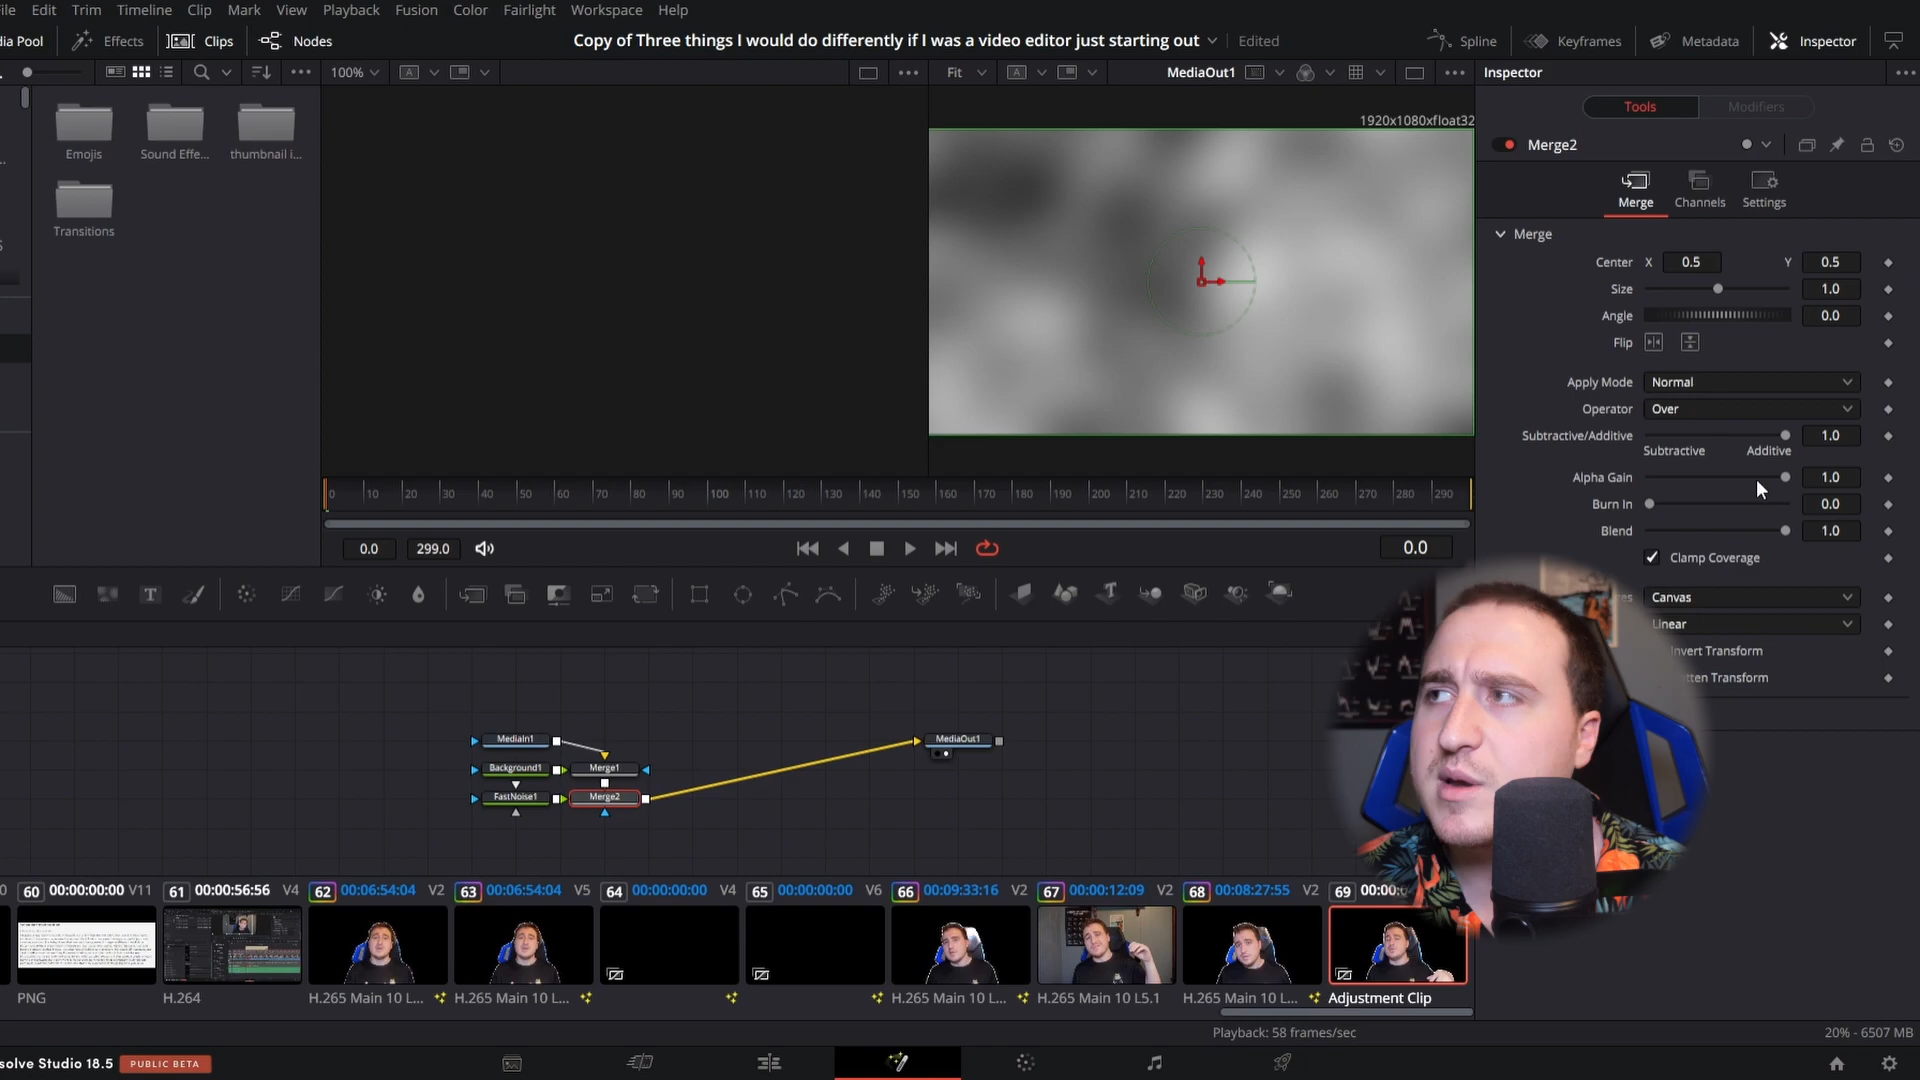 File Edit Trim Timeline Clip Mark View Playback Fusion Color Fairlight Workspace Help
dia Pool Effects Clips Nodes Copy of Three things I would do differently if I was a video editor just starting out Edited Spline Keyframes Metadata Inspector
100% Fit MediaOut1 Inspector
Tools Modifiers
1920x1080xfloat32
Merge2
Emojis Sound Effe... thumbnail i...
Transitions
Merge Channels Settings
Merge
Center X 0.5 Y 0.5
Size 1.0
Angle 0.0
Flip
Apply Mode Normal
Operator Over
Subtractive/Additive 1.0
Subtractive Additive
Alpha Gain 1.0
Burn In 0.0
Blend 1.0
Clamp Coverage
Canvas
Linear
Invert Transform
Transform
0 10 20 30 40 50 60 70 80 90 100 110 120 130 140 150 160 170 180 190 200 210 220 230 240 250 260 270 280 290
0.0 299.0 0.0
MediaIn1 MediaOut1
Background1 Merge1
FastNoise1 Merge2
0 60 00:00:00:00 V11 61 00:00:56:56 V4 62 00:06:54:04 V2 63 00:06:54:04 V5 64 00:00:00:00 V4 65 00:00:00:00 V6 66 00:09:33:16 V2 67 00:00:12:09 V2 68 00:08:27:55 V2 69 00:00:0
PNG H.264 H.265 Main 10 L... H.265 Main 10 L... H.265 Main 10 L... H.265 Main 10 L5.1 H.265 Main 10 L... Adjustment Clip
Playback: 58 frames/sec 20% - 6507 MB
solve Studio 18.5 PUBLIC BETA